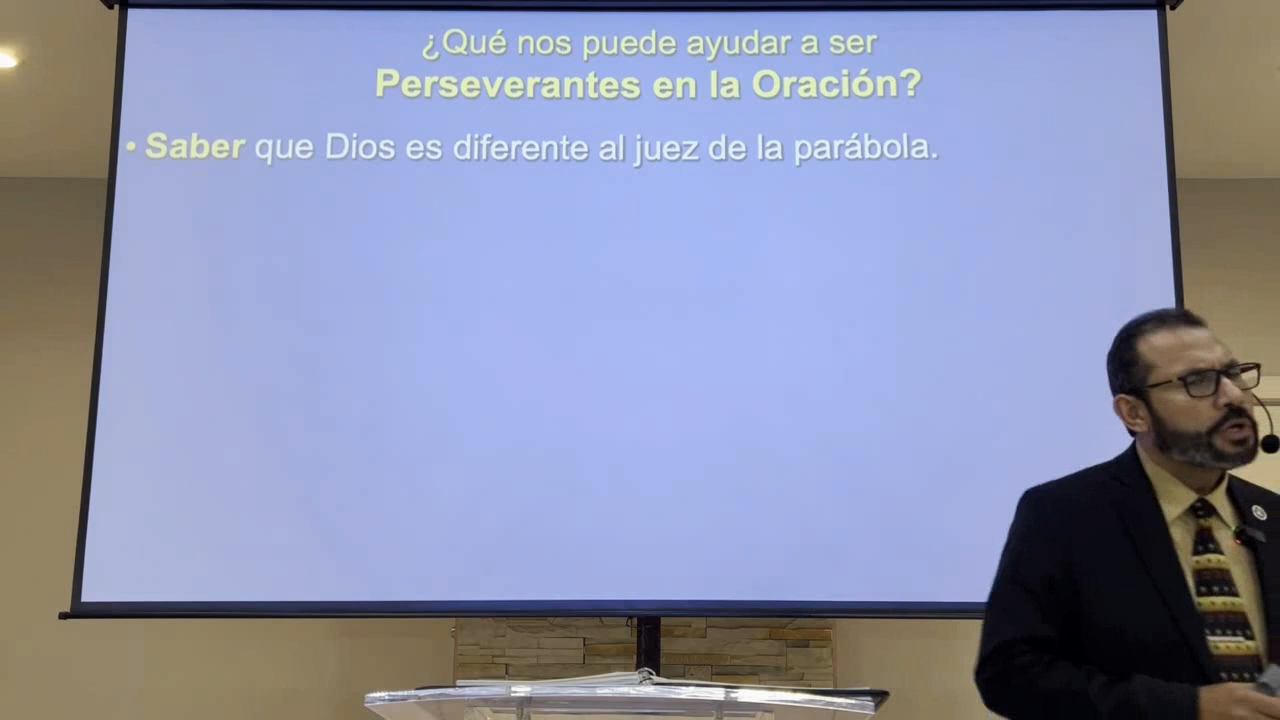 ¿Qué nos puede ayudar a ser
Perseverantes en la Oración?
• Saber que Dios es diferente al juez de la parábola.